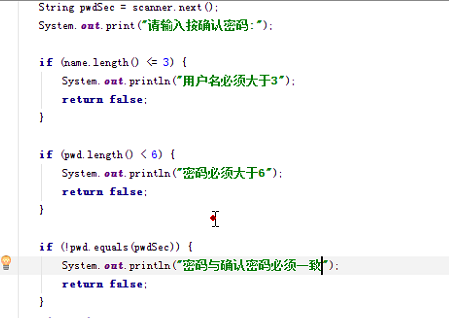 String pwdSec = scanner.next();
System.out.print("请输入接确认密码:");
if (name.length() <= 3) {
System.out.println("用户名必须大于3");
return false;
}
if (pwd.length() < 6) {
System.out.println("密码必须大于6");
return false;
}
if (!pwd.equals(pwdSec)) {
System.out.println("密码与确认密码必须一致");
return false;
}